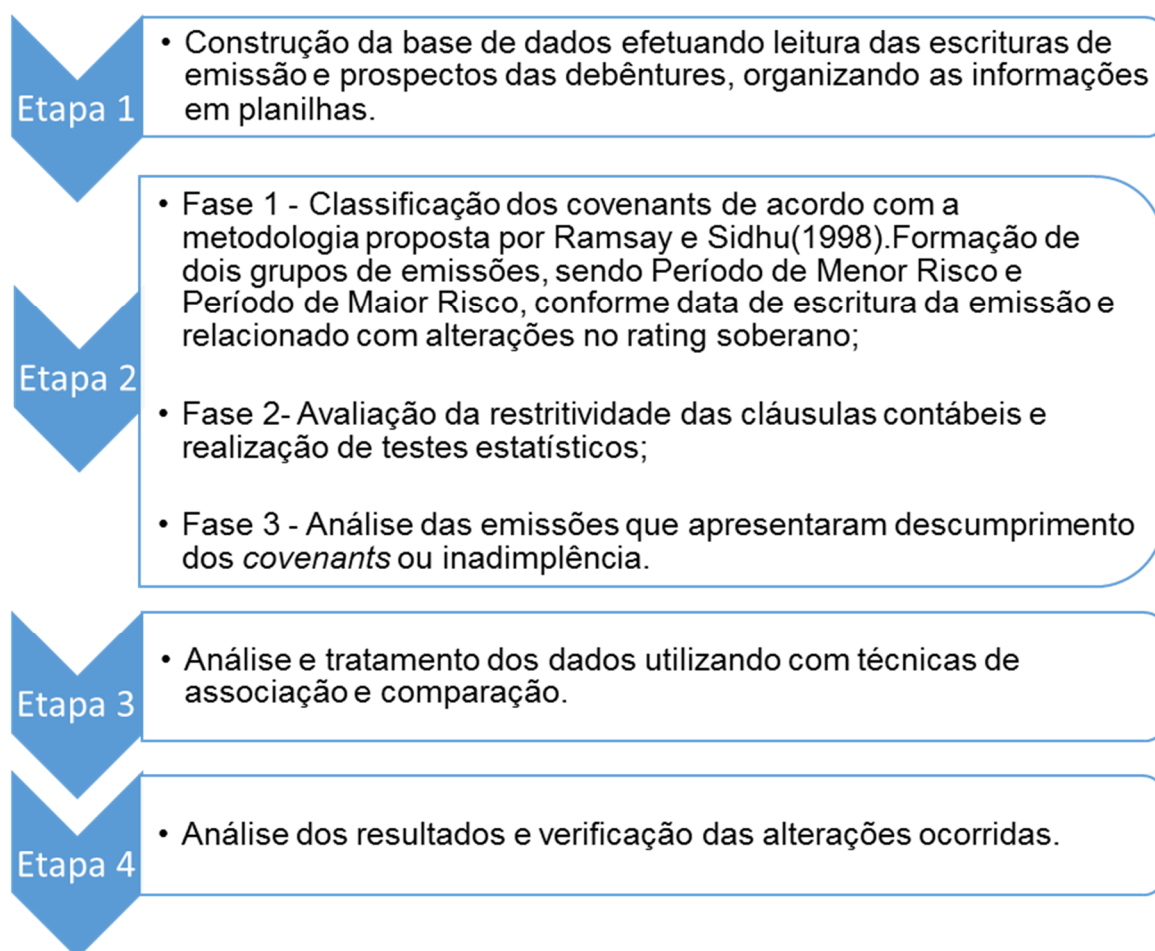 Etapa 1
• Construção da base de dados efetuando leitura das escrituras de
emissão e prospectos das debêntures, organizando as informações
em planilhas.
Etapa 2
• Fase 1 - Classificação dos covenants de acordo com a
metodologia proposta por Ramsay e Sidhu(1998).Formação de
dois grupos de emissões, sendo Período de Menor Risco e
Período de Maior Risco, conforme data de escritura da emissão e
relacionado com alterações no rating soberano;
• Fase 2- Avaliação da restritividade das cláusulas contábeis e
realização de testes estatísticos;
• Fase 3 - Análise das emissões que apresentaram descumprimento
dos covenants ou inadimplência.
Etapa 3
• Análise e tratamento dos dados utilizando com técnicas de
associação e comparação.
Etapa 4
• Análise dos resultados e verificação das alterações ocorridas.